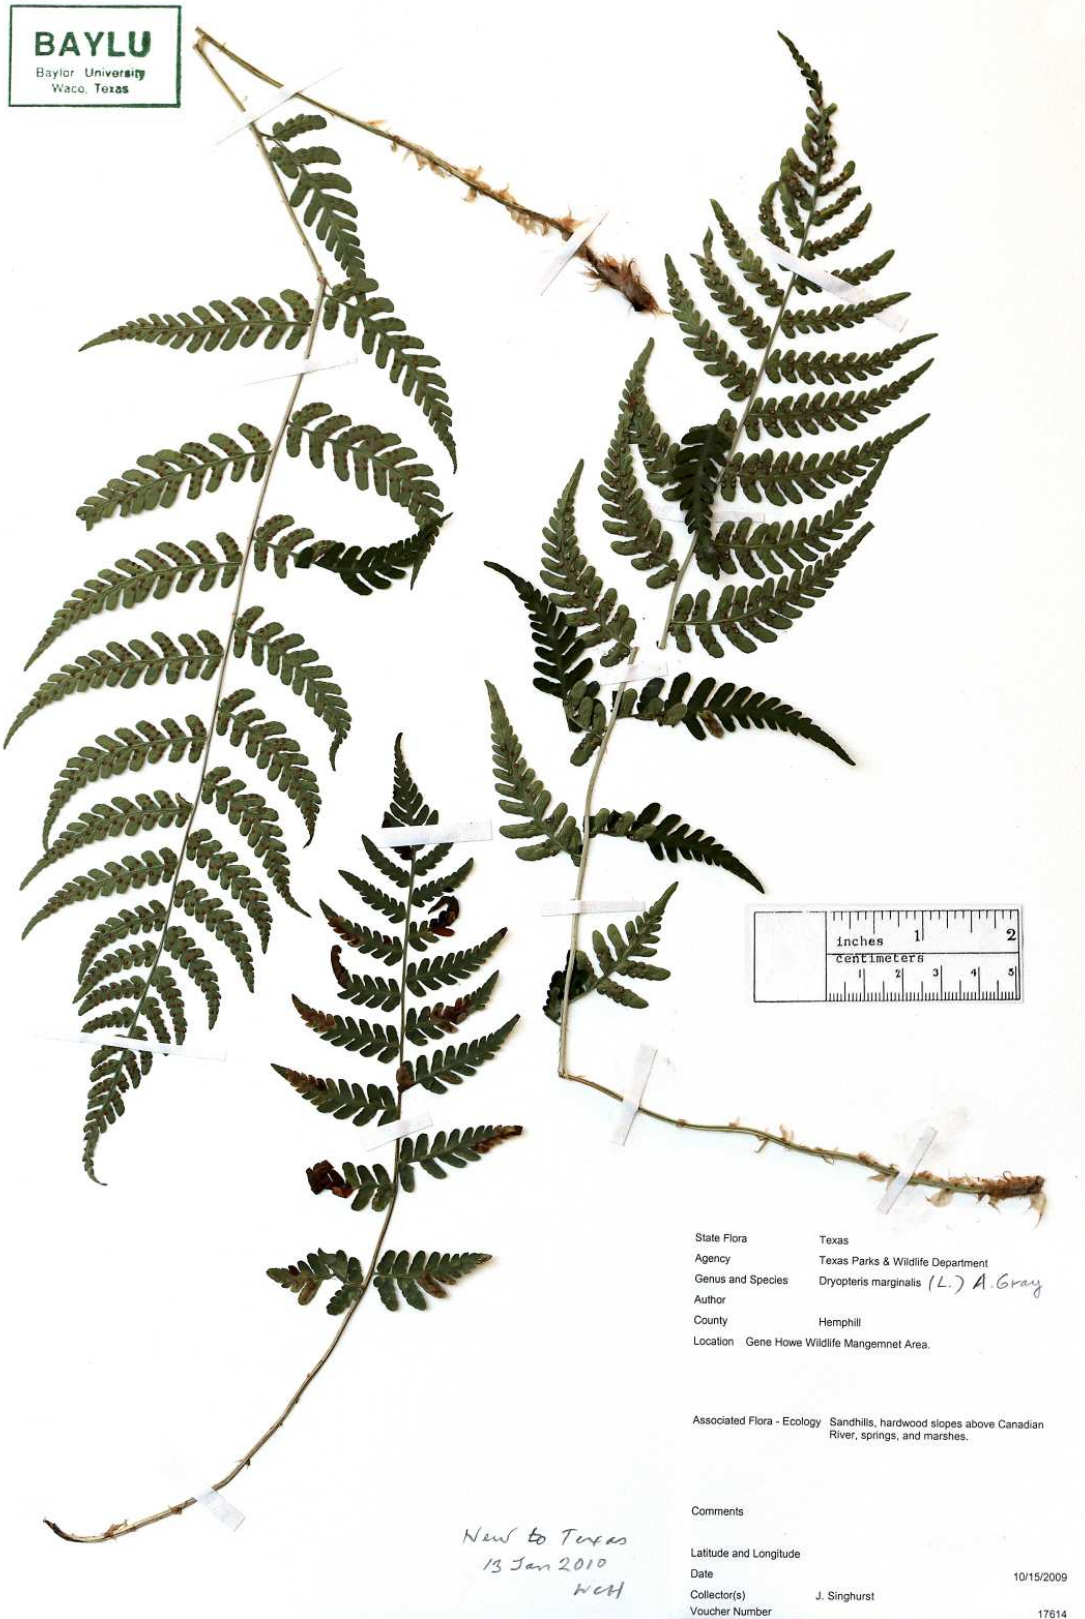 BAYLU
Baylor University
Waco, Texas
inches 1 2
centimeters
1 2 3 4 5
State Flora Texas
Agency Texas Parks & Wildlife Department
Genus and Species Dryopteris marginalis (L.) A. Gray
Author
County Hemphill
Location Gene Howe Wildlife Mangemnet Area.
Associated Flora - Ecology Sandhills, hardwood slopes above Canadian
River, springs, and marshes.
Comments
New to Texas
13 Jan 2010
WCH
Latitude and Longitude
Date 10/15/2009
Collector(s) J. Singhurst
Voucher Number 17614